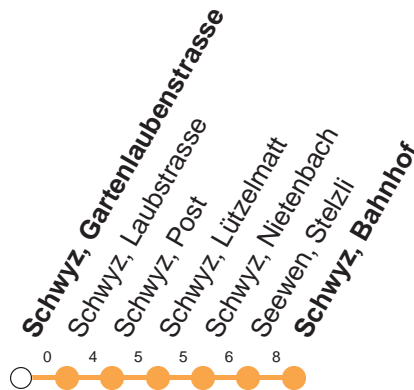 Schwyz, Gartenlaubenstrasse
Schwyz, Laubstrasse
Schwyz, Post
Schwyz, Lützelmatt
Schwyz, Nietenbach
Seewen, Stelzli
Schwyz, Bahnhof
0 4 5 5 6 8